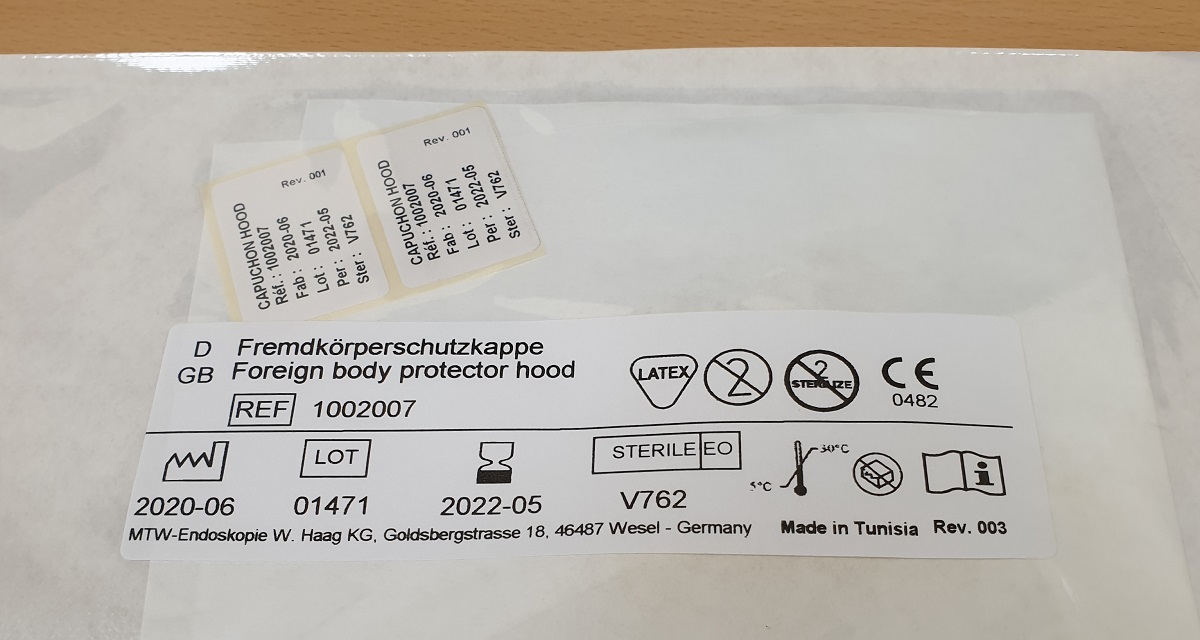 Rev. 001
CAPUCHON HOOD
Réf.: 1002007
Fab: 2020-06
Lot: 01471
Per: 2022-05
Ster: V762
Rev. 001
CAPUCHON HOOD
Réf.: 1002007
Fab: 2020-06
Lot: 01471
Per: 2022-05
Ster: V762
D Fremdkörperschutzkappe
GB Foreign body protector hood
REF 1002007
LATEX 2 2 STERILIZE CE 0482
LOT STERILE EO 5°C 30°C i
2020-06 01471 2022-05 V762
MTW-Endoskopie W. Haag KG, Goldsbergstrasse 18, 46487 Wesel - Germany Made in Tunisia Rev. 003